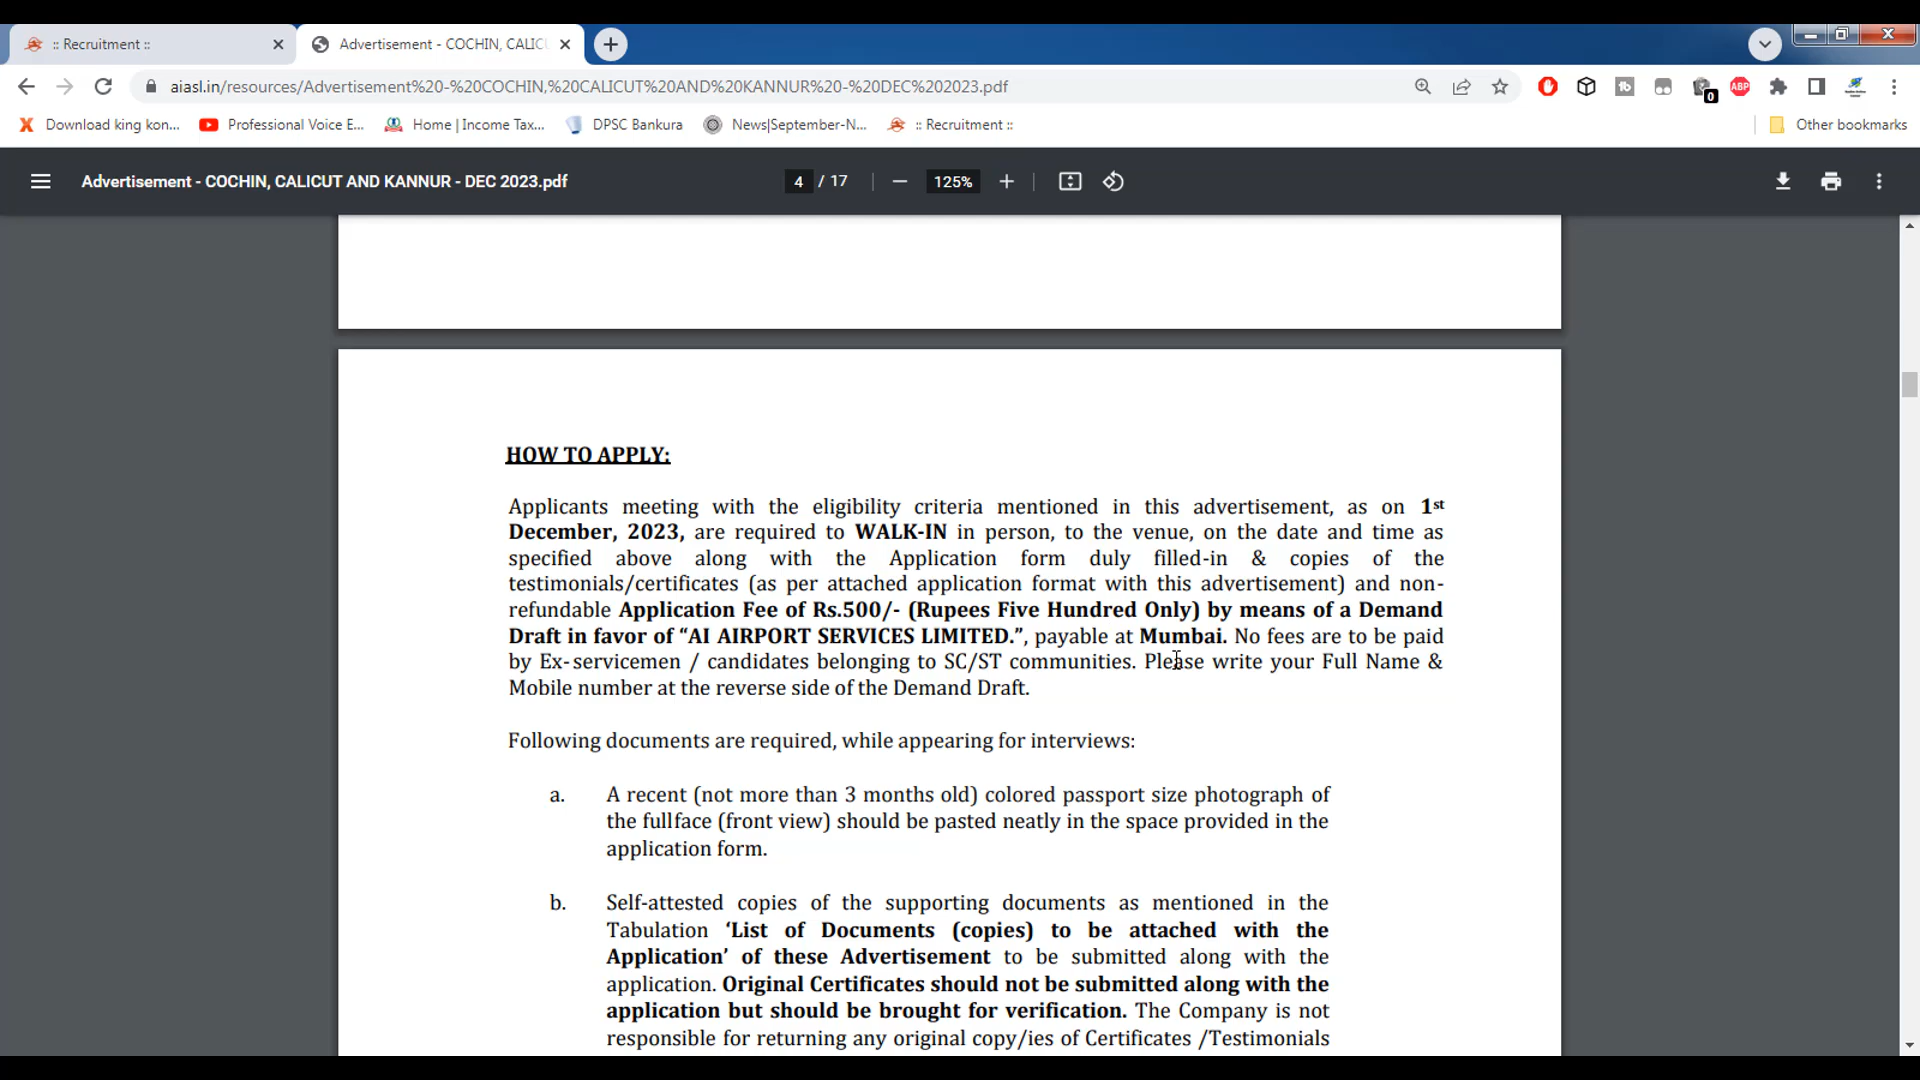 :: Recruitment ::
Advertisement - COCHIN, CALIC
aiasl.in/resources/Advertisement%20-%20COCHIN,%20CALICUT%20AND%20KANNUR%20-%20DEC%202023.pdf
0
ABP
Download king kon...
Professional Voice E...
Home | Income Tax...
DPSC Bankura
News|September-N...
:: Recruitment ::
Other bookmarks
Advertisement - COCHIN, CALICUT AND KANNUR - DEC 2023.pdf
4 / 17
125%
HOW TO APPLY:
Applicants meeting with the eligibility criteria mentioned in this advertisement, as on 1st
December, 2023, are required to WALK-IN in person, to the venue, on the date and time as
specified above along with the Application form duly filled-in & copies of the
testimonials/certificates (as per attached application format with this advertisement) and non-
refundable Application Fee of Rs.500/- (Rupees Five Hundred Only) by means of a Demand
Draft in favor of “AI AIRPORT SERVICES LIMITED.”, payable at Mumbai. No fees are to be paid
by Ex-servicemen / candidates belonging to SC/ST communities. Please write your Full Name &
Mobile number at the reverse side of the Demand Draft.
Following documents are required, while appearing for interviews:
a. A recent (not more than 3 months old) colored passport size photograph of
the fullface (front view) should be pasted neatly in the space provided in the
application form.
b. Self-attested copies of the supporting documents as mentioned in the
Tabulation ‘List of Documents (copies) to be attached with the
Application’ of these Advertisement to be submitted along with the
application. Original Certificates should not be submitted along with the
application but should be brought for verification. The Company is not
responsible for returning any original copy/ies of Certificates /Testimonials